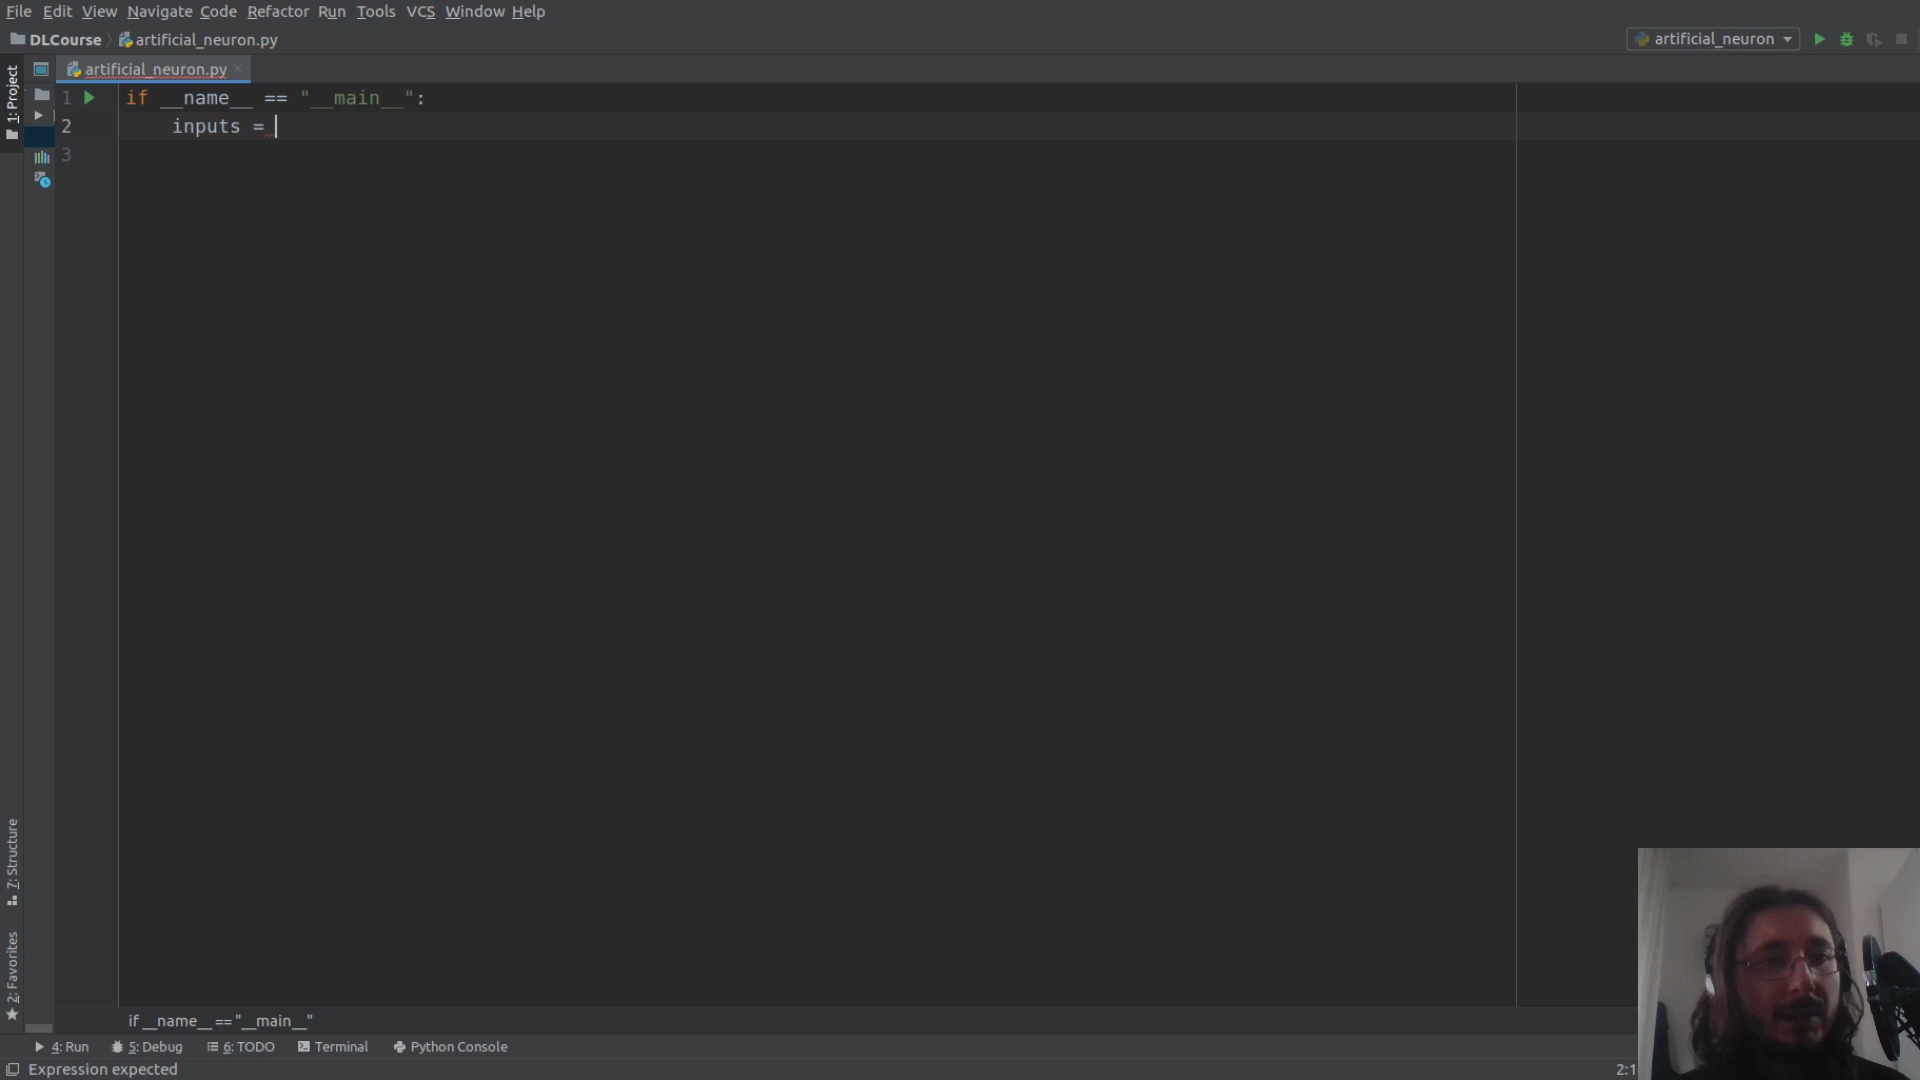 File Edit View Navigate Code Refactor Run Tools VCS Window Help
DLCourse artificial_neuron.py artificial_neuron
1: Project
artificial_neuron.py
1 if __name__ == "__main__":
2 inputs =
3
7: Structure
2: Favorites
if __name__ == "__main__"
4: Run 5: Debug 6: TODO Terminal Python Console
Expression expected 2:1